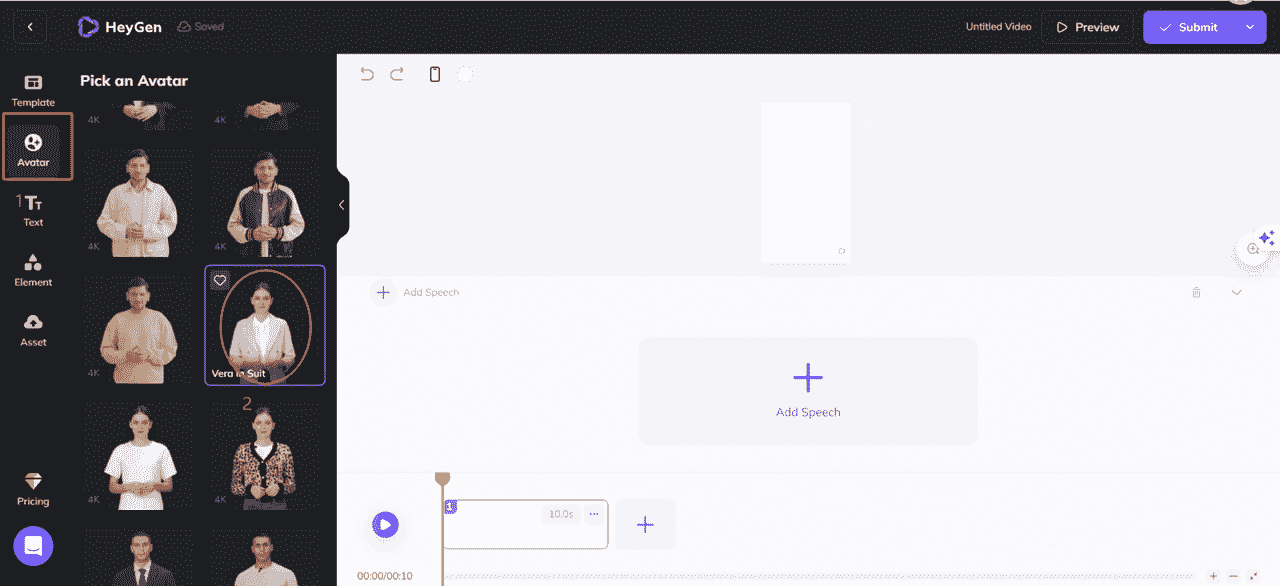 HeyGen
Saved
Untitled Video
Preview
Submit
Template
Avatar
1
Text
Element
Asset
Pricing
Pick an Avatar
4K
4K
4K
4K
4K
Vera in Suit
2
4K
4K
Add Speech
Add Speech
1
10.0s
00:00/00:10